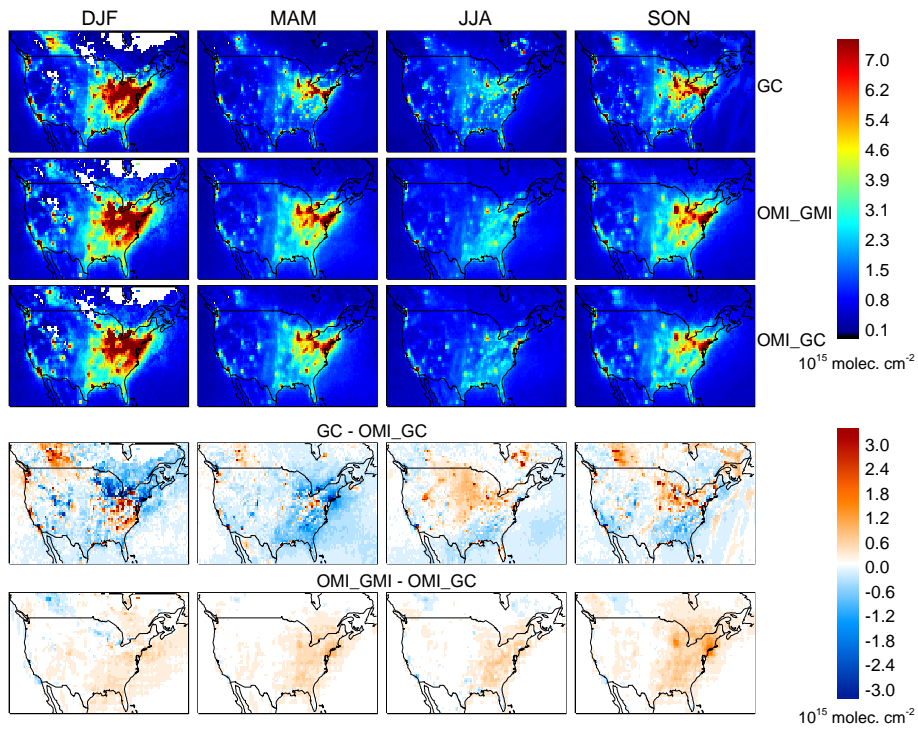 DJF MAM JJA SON
GC
OMI_GMI
OMI_GC
7.0
6.2
5.4
4.6
3.9
3.1
2.3
1.5
0.8
0.1
10¹⁵ molec. cm⁻²
GC - OMI_GC
OMI_GMI - OMI_GC
3.0
2.4
1.8
1.2
0.6
0.0
-0.6
-1.2
-1.8
-2.4
-3.0
10¹⁵ molec. cm⁻²